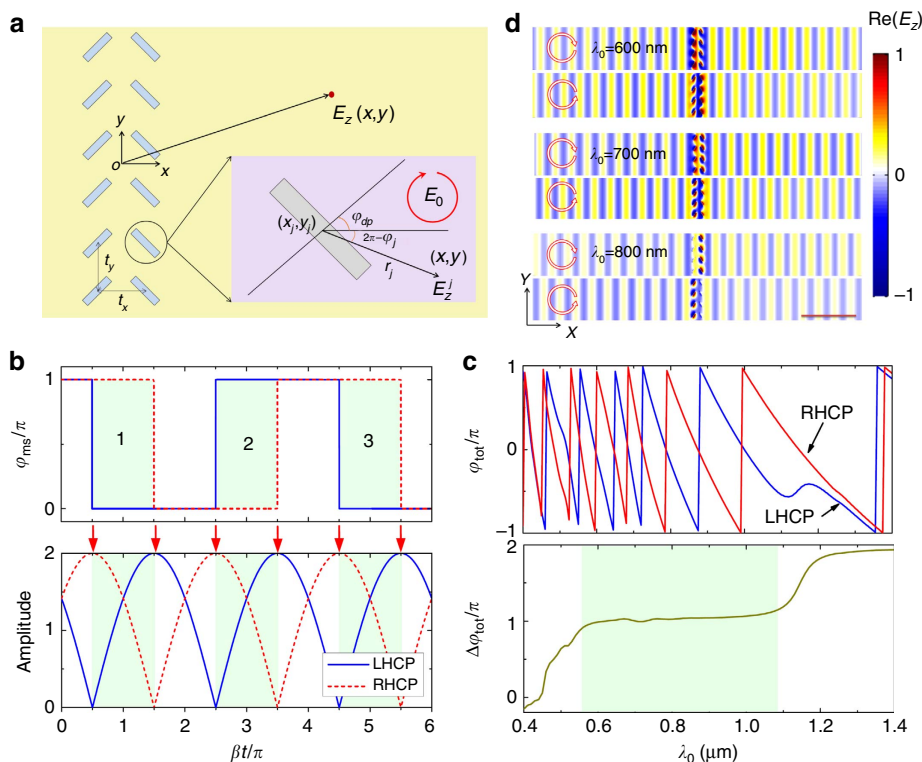 a
y
o
x
E_z (x,y)
t_y
t_x
E_0
φ_dp
(x_j,y_j)
2π−φ_j
(x,y)
r_j
E_z^j
d
Re(E_z)
λ_0=600 nm
λ_0=700 nm
λ_0=800 nm
Y
X
1
0
−1
b
φ_ms/π
1
0
1
2
3
Amplitude
2
1
0
LHCP
RHCP
0
1
2
3
4
5
6
βt/π
c
φ_tot/π
1
0
−1
RHCP
LHCP
Δφ_tot/π
2
1
0
0.4
0.6
0.8
1.0
1.2
1.4
λ_0 (μm)